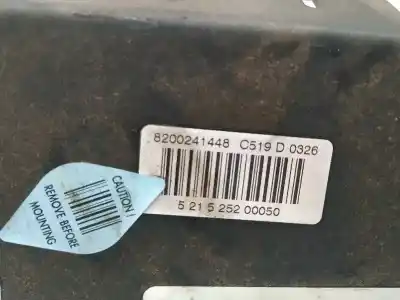 8200241448 C519 D 0326
5 21 5 252 00050
CAUTION!
REMOVE BEFORE
MOUNTING